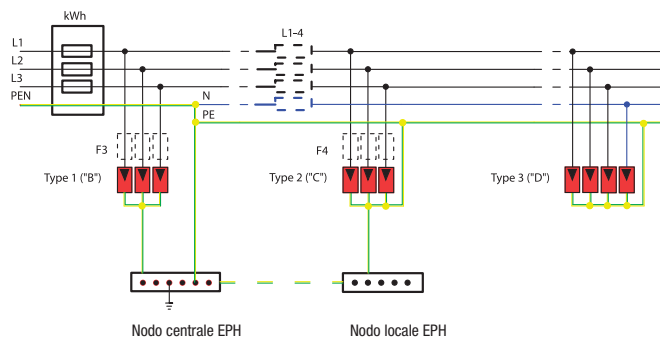 kWh
L1
L1-4
L2
L3
PEN
N
PE
F3
F4
Type 1 ("B")
Type 2 ("C")
Type 3 ("D")
Nodo centrale EPH
Nodo locale EPH